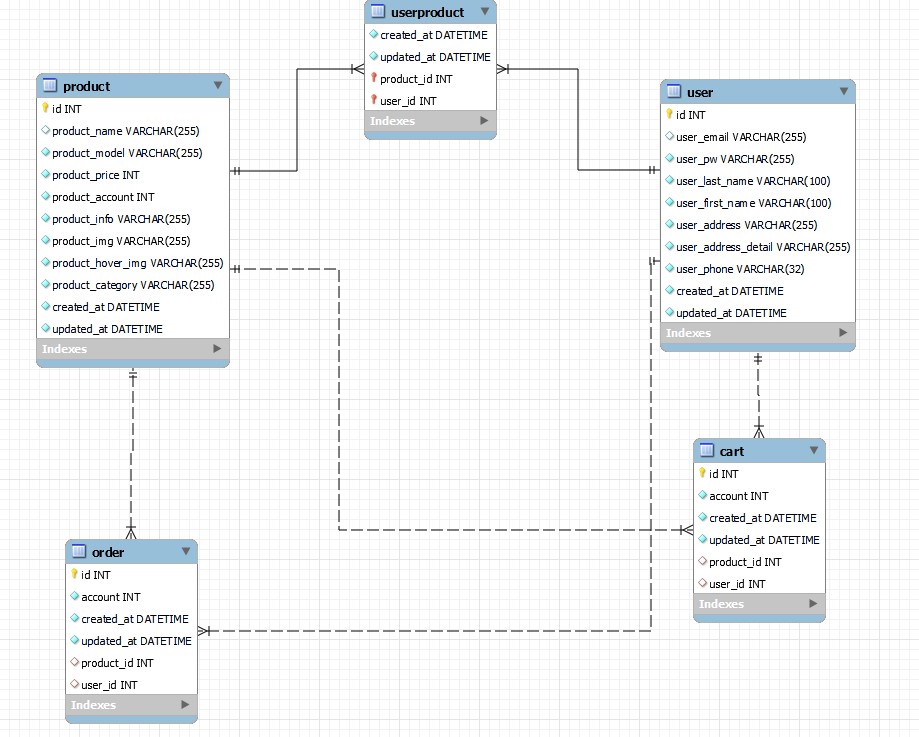 userproduct
created_at DATETIME
updated_at DATETIME
product_id INT
user_id INT
Indexes
product
id INT
product_name VARCHAR(255)
product_model VARCHAR(255)
product_price INT
product_account INT
product_info VARCHAR(255)
product_img VARCHAR(255)
product_hover_img VARCHAR(255)
product_category VARCHAR(255)
created_at DATETIME
updated_at DATETIME
Indexes
user
id INT
user_email VARCHAR(255)
user_pw VARCHAR(255)
user_last_name VARCHAR(100)
user_first_name VARCHAR(100)
user_address VARCHAR(255)
user_address_detail VARCHAR(255)
user_phone VARCHAR(32)
created_at DATETIME
updated_at DATETIME
Indexes
cart
id INT
account INT
created_at DATETIME
updated_at DATETIME
product_id INT
user_id INT
Indexes
order
id INT
account INT
created_at DATETIME
updated_at DATETIME
product_id INT
user_id INT
Indexes